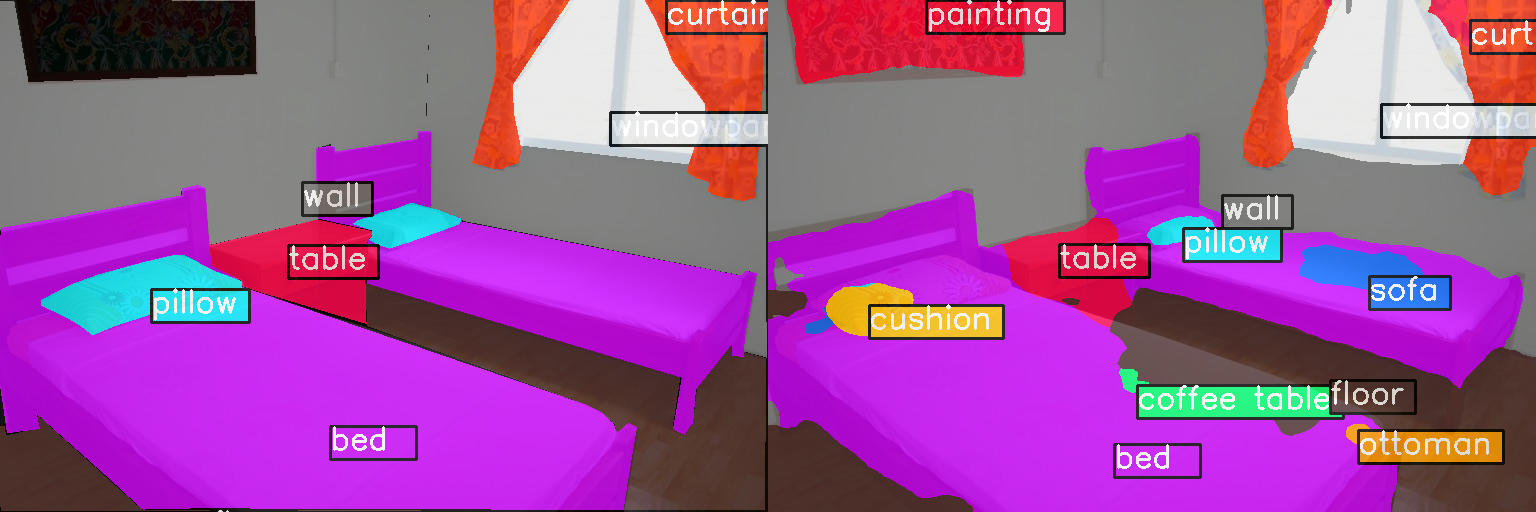 curtain
windowpa
wall
table
pillow
bed
painting
curt
windowpa
wall
pillow
table
sofa
cushion
coffee table
floor
ottoman
bed